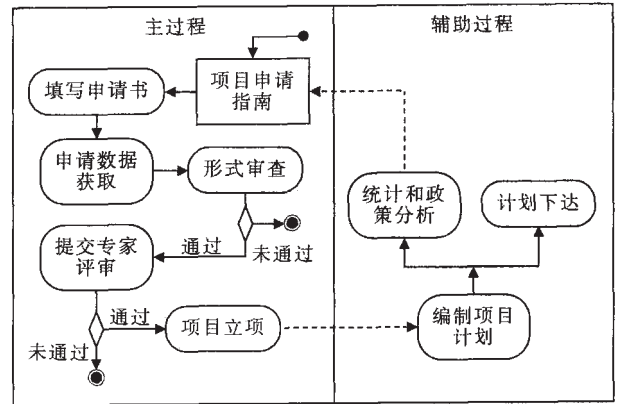 主过程
辅助过程
项目申请
指南
填写申请书
申请数据
获取
形式审查
未通过
通过
提交专家
评审
通过
未通过
项目立项
统计和政
策分析
计划下达
编制项目
计划